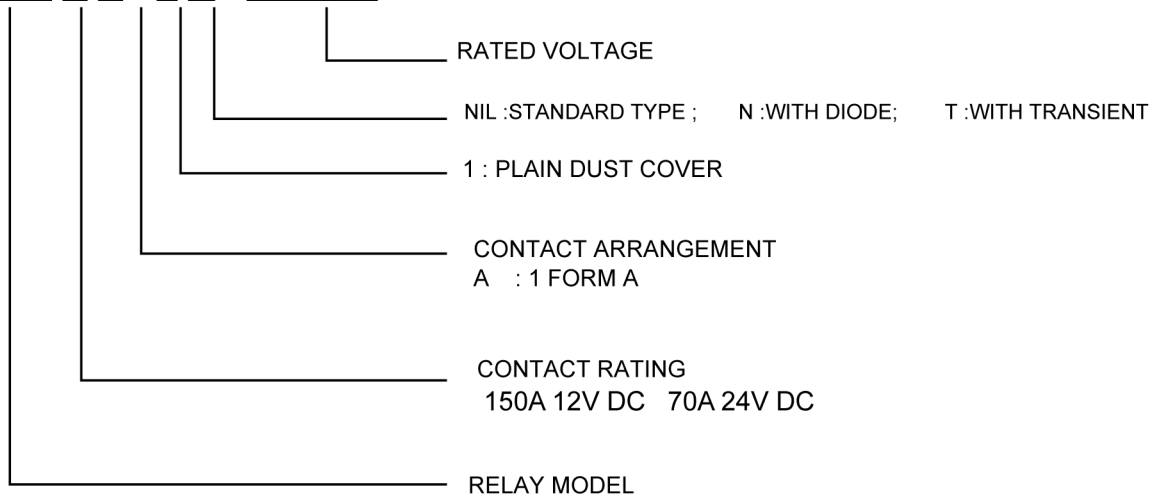 RATED VOLTAGE
NIL :STANDARD TYPE ; N :WITH DIODE; T :WITH TRANSIENT
1 : PLAIN DUST COVER
CONTACT ARRANGEMENT
A : 1 FORM A
CONTACT RATING
150A 12V DC 70A 24V DC
RELAY MODEL